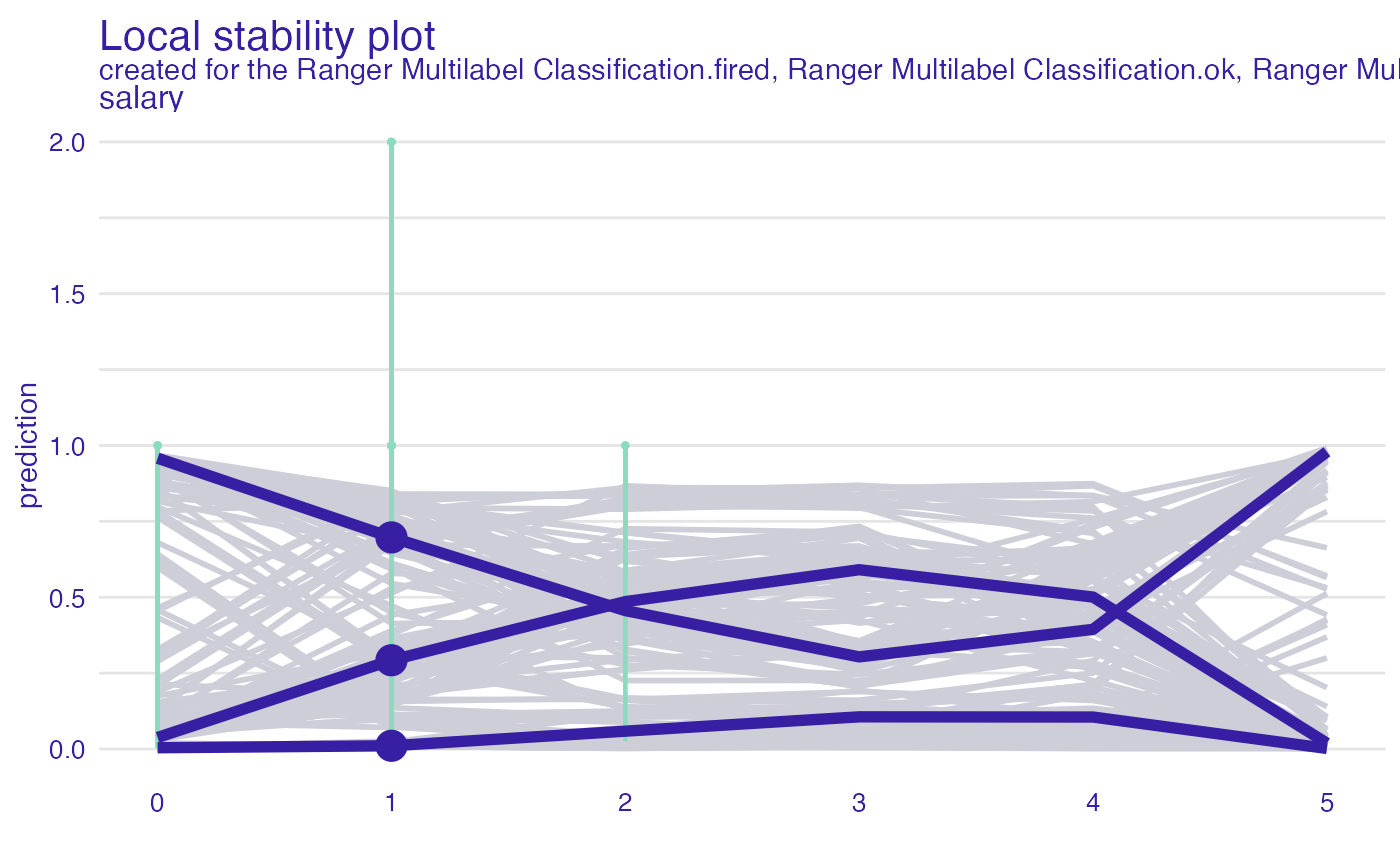 Local stability plot
created for the Ranger Multilabel Classification.fired, Ranger Multilabel Classification.ok, Ranger Mul
salary
2.0
1.5
1.0
0.5
0.0
prediction
0 1 2 3 4 5